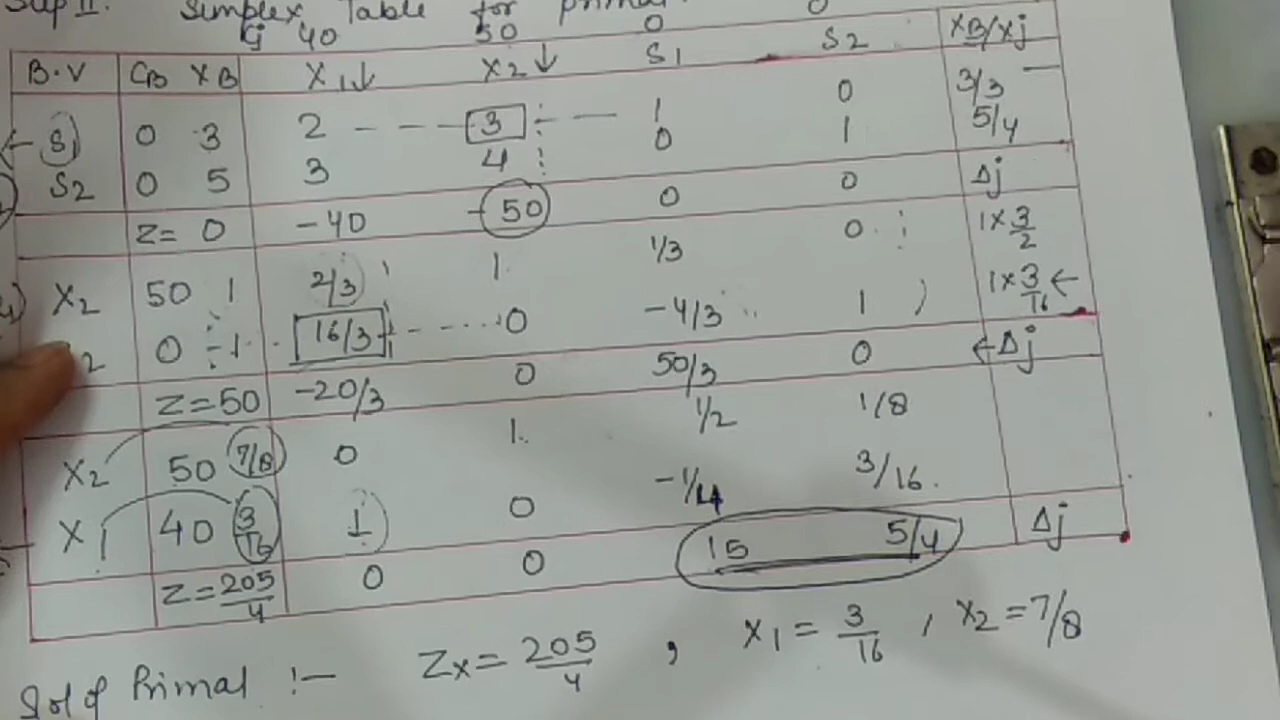 Step II. Simplex Table for primal
Cj 40 50 0 0
B.V CB XB X1↓ X2↓ S1 S2 XB/Xj
← S1 0 3 2 3 1 0 3/3
S2 0 5 3 4 0 1 5/4
Z= 0 -40 -50 0 0 Δj
X2 50 1 2/3 1 1/3 0 1×3/2
2 0 1 16/3 0 -4/3 1 1×3/16 ←
Z=50 -20/3 0 50/3 0 ←Δj
X2 50 7/8 0 1 1/2 1/8
X1 40 3/16 1 0 -1/4 3/16
Z=205/4 0 0 15 5/4 Δj
Sol of Primal :- Zx= 205/4 , X1 = 3/16 , X2 = 7/8